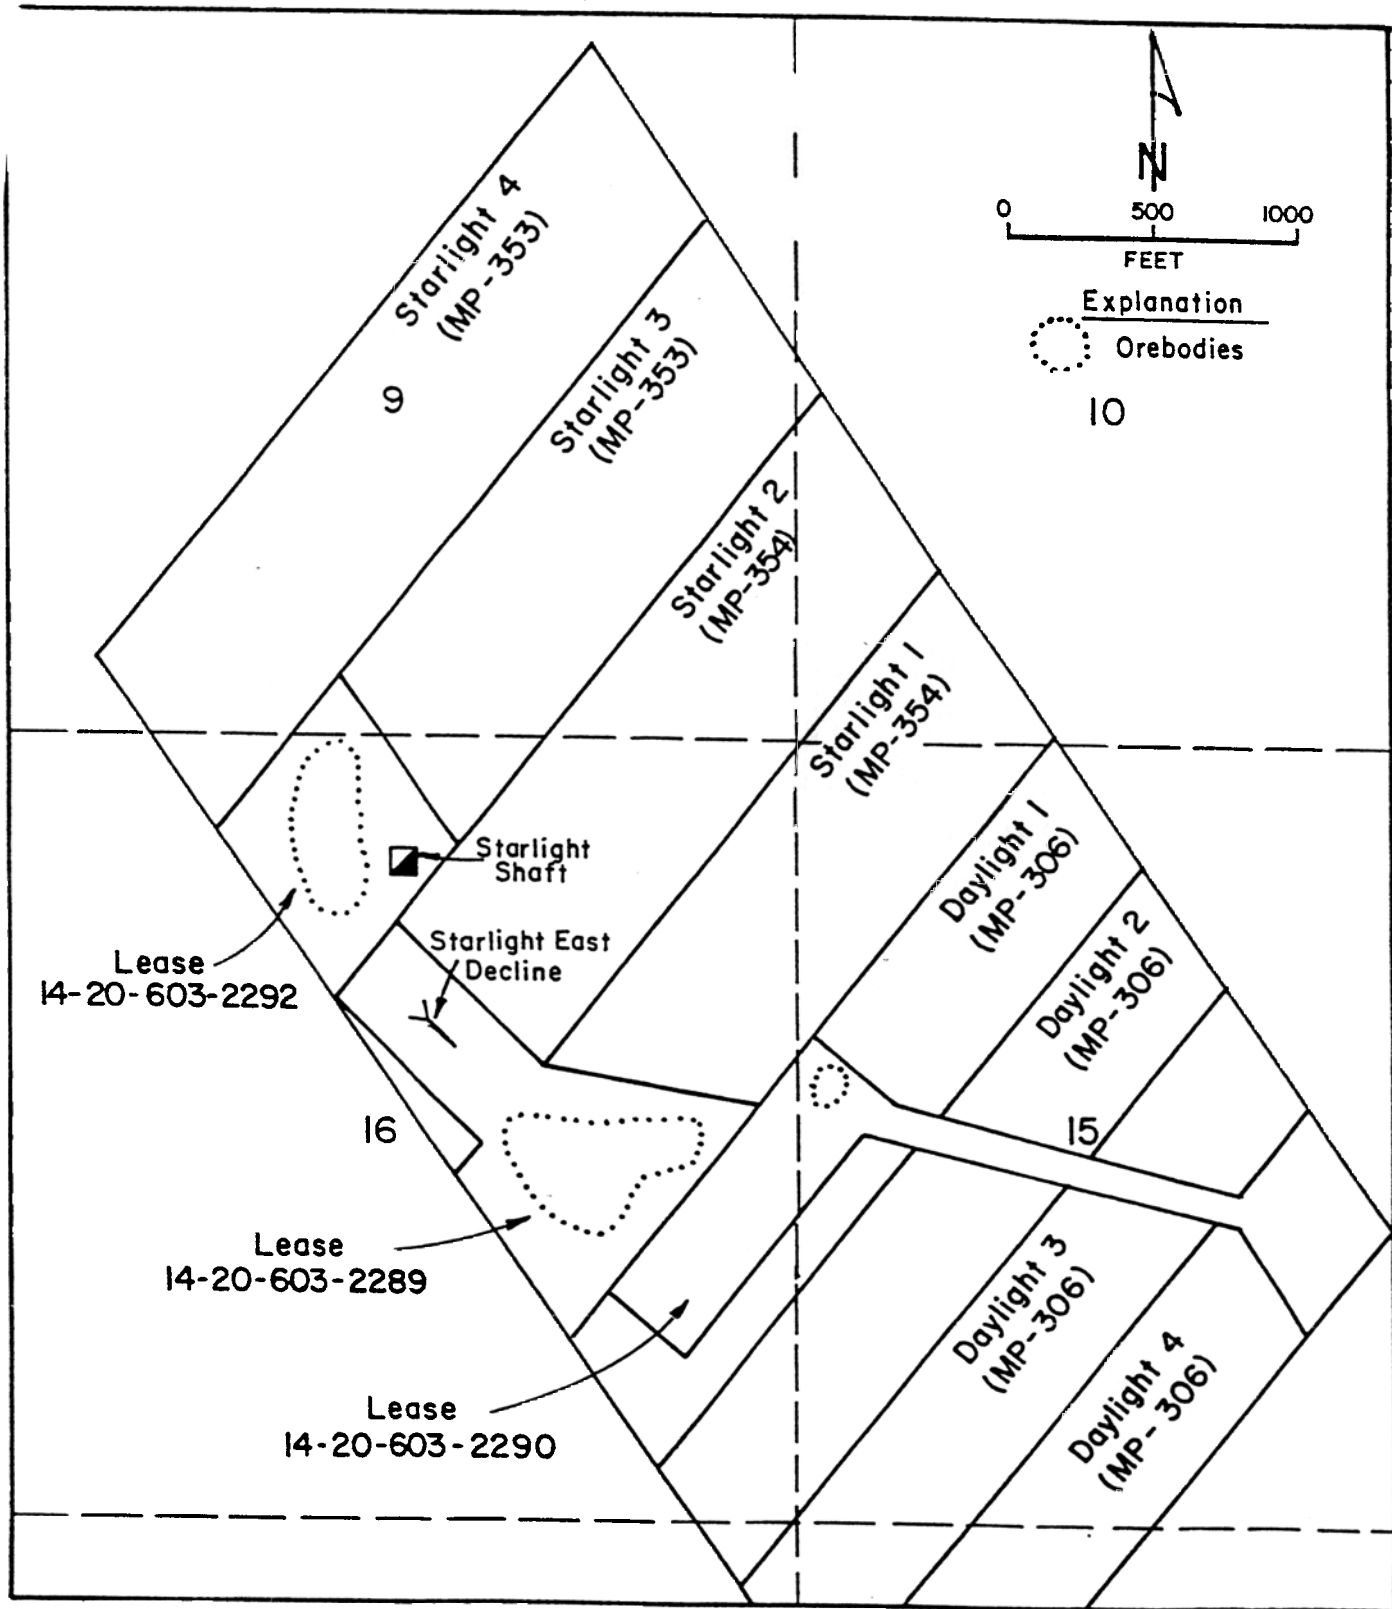 N
0 500 1000
FEET
Explanation
Orebodies
Starlight 4
(MP-353)
9
Starlight 3
(MP-353)
10
Starlight 2
(MP-354)
Starlight 1
(MP-354)
Daylight 1
(MP-306)
Starlight
Shaft
Starlight East
Decline
Daylight 2
(MP-306)
Lease
14-20-603-2292
16
15
Lease
14-20-603-2289
Daylight 3
(MP-306)
Daylight 4
(MP-306)
Lease
14-20-603-2290